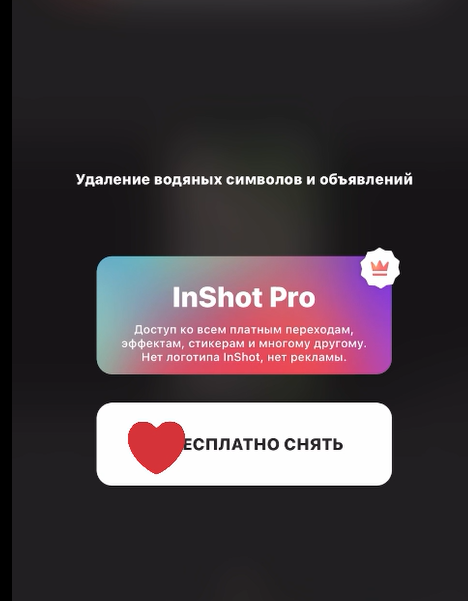 Удаление водяных символов и объявлений
InShot Pro
Доступ ко всем платным переходам,
эффектам, стикерам и многому другому.
Нет логотипа InShot, нет рекламы.
СНЯТЬ